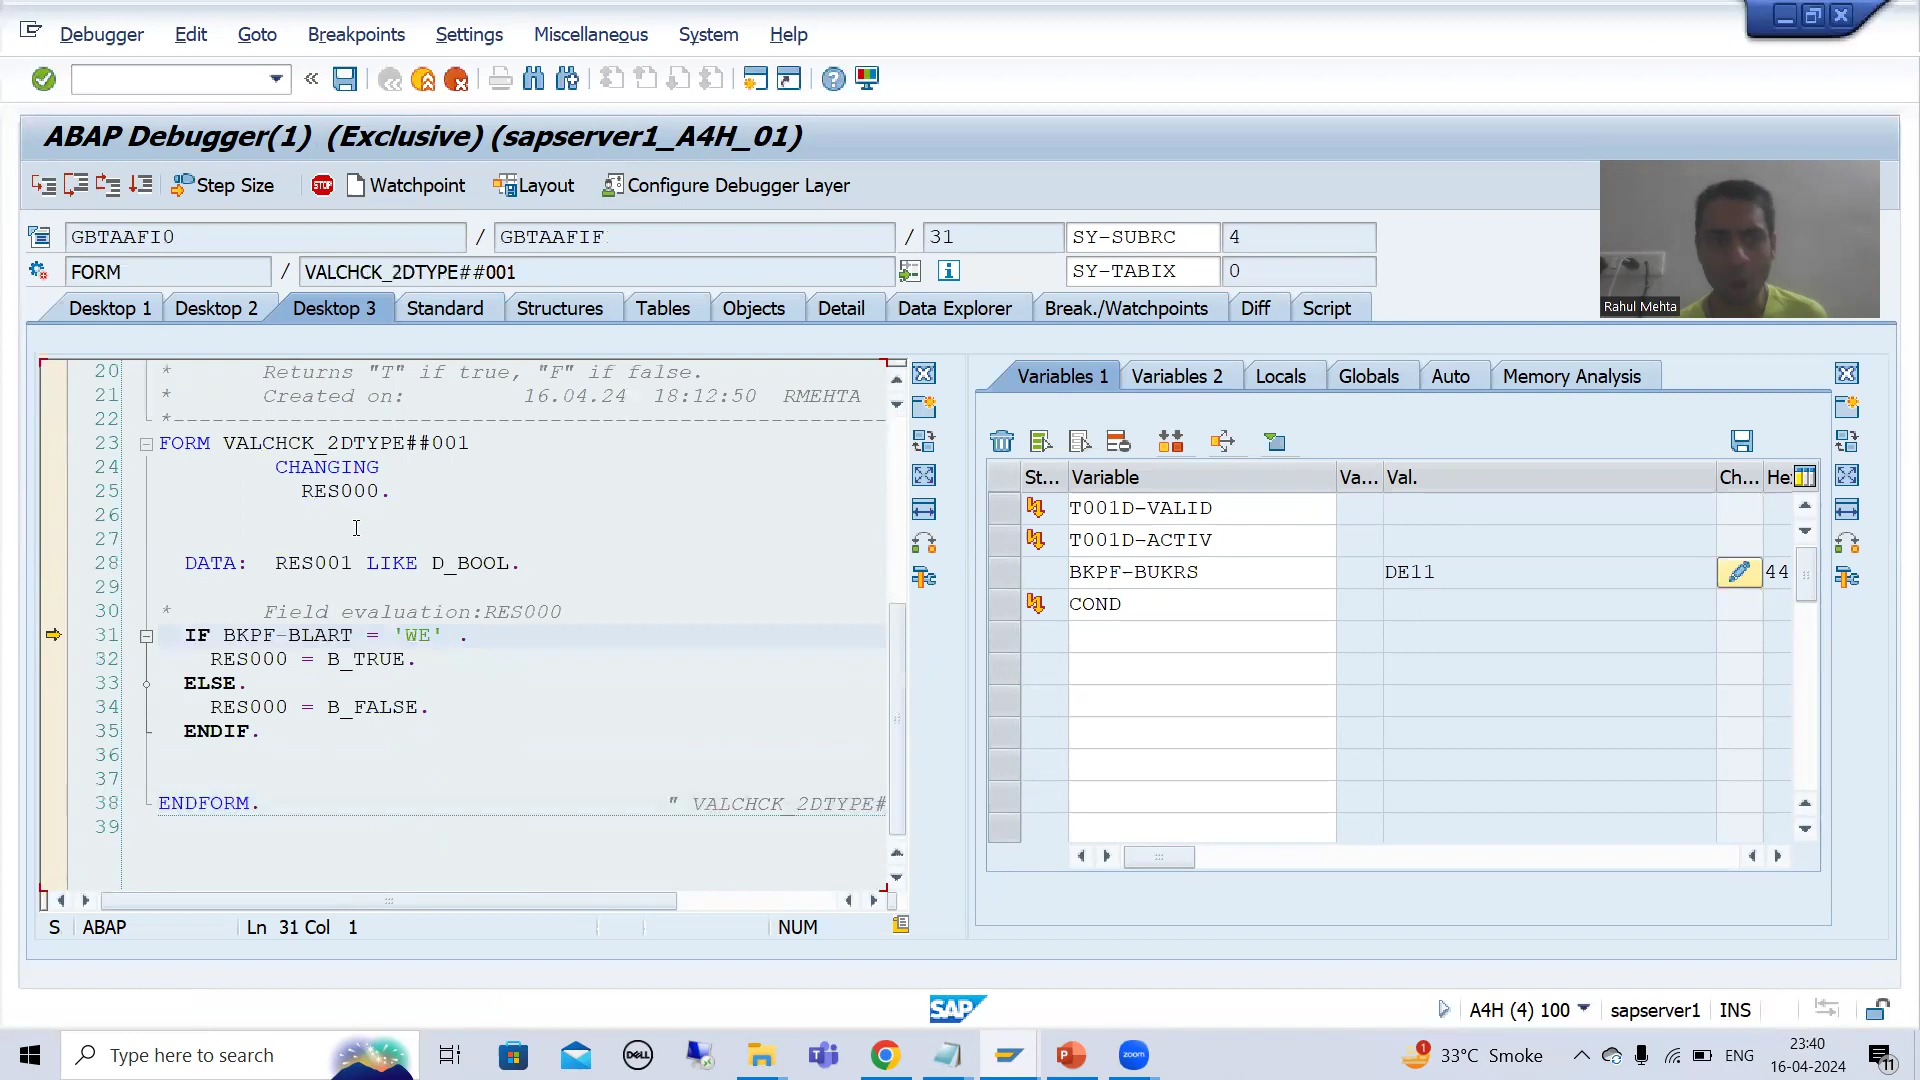 Debugger Edit Goto Breakpoints Settings Miscellaneous System Help
ABAP Debugger(1) (Exclusive) (sapserver1_A4H_01)
Step Size STOP Watchpoint Layout Configure Debugger Layer
GBTAAFI0 / GBTAAFIF / 31 SY-SUBRC 4
FORM / VALCHCK_2DTYPE##001 SY-TABIX 0
Rahul Mehta
Desktop 1 Desktop 2 Desktop 3 Standard Structures Tables Objects Detail Data Explorer Break./Watchpoints Diff Script
20 * Returns "T" if true, "F" if false.
21 * Created on: 16.04.24 18:12:50 RMEHTA
22 *--------------------------------------------------------
23 FORM VALCHCK_2DTYPE##001
24 CHANGING
25 RES000.
26
27
28 DATA: RES001 LIKE D_BOOL.
29
30 * Field evaluation:RES000
31 IF BKPF-BLART = 'WE' .
32 RES000 = B_TRUE.
33 ELSE.
34 RES000 = B_FALSE.
35 ENDIF.
36
37
38 ENDFORM. " VALCHCK_2DTYPE#
39
S ABAP Ln 31 Col 1 NUM
Variables 1 Variables 2 Locals Globals Auto Memory Analysis
St... Variable Va... Val. Ch... He
T001D-VALID
T001D-ACTIV
BKPF-BUKRS DE11 44
COND
SAP
A4H (4) 100 sapserver1 INS
Type here to search
DELL
zoom
33°C Smoke
ENG
23:40
16-04-2024
11